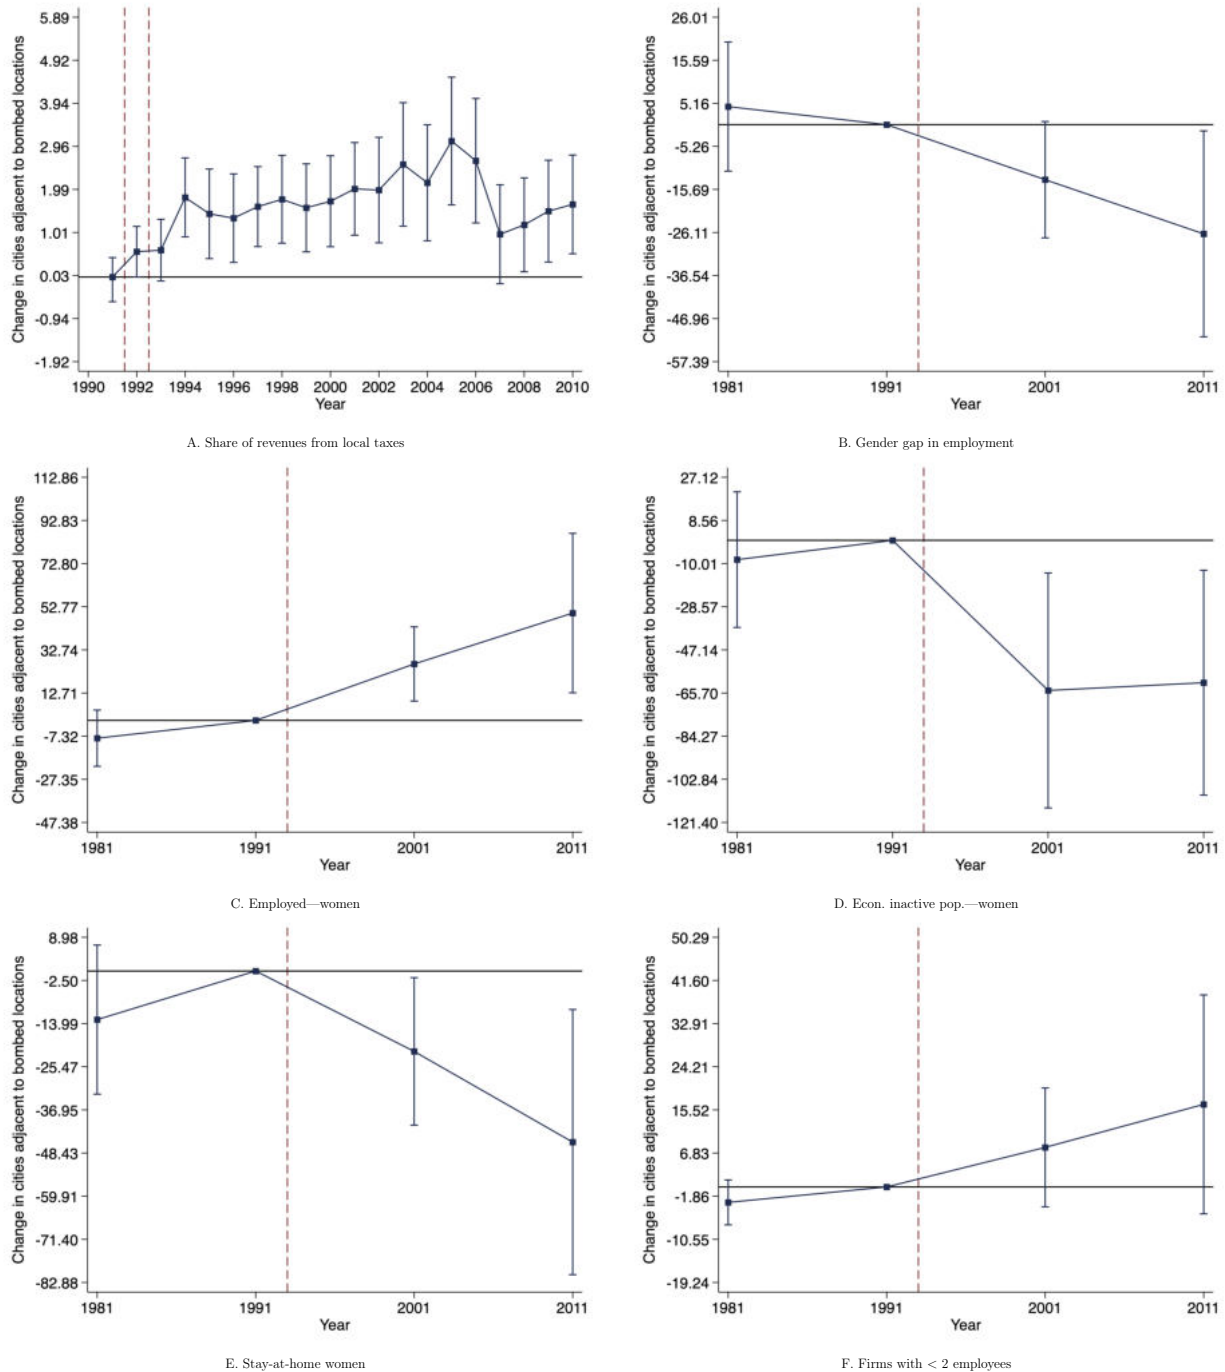 Change in cities adjacent to bombed locations
5.89
4.92
3.94
2.96
1.99
1.01
0.03
-0.94
-1.92
1990 1992 1994 1996 1998 2000 2002 2004 2006 2008 2010
Year
A. Share of revenues from local taxes
Change in cities adjacent to bombed locations
26.01
15.59
5.16
-5.26
-15.69
-26.11
-36.54
-46.96
-57.39
1981 1991 2001 2011
Year
B. Gender gap in employment
Change in cities adjacent to bombed locations
112.86
92.83
72.80
52.77
32.74
12.71
-7.32
-27.35
-47.38
1981 1991 2001 2011
Year
C. Employed—women
Change in cities adjacent to bombed locations
27.12
8.56
-10.01
-28.57
-47.14
-65.70
-84.27
-102.84
-121.40
1981 1991 2001 2011
Year
D. Econ. inactive pop.—women
Change in cities adjacent to bombed locations
8.98
-2.50
-13.99
-25.47
-36.95
-48.43
-59.91
-71.40
-82.88
1981 1991 2001 2011
Year
E. Stay-at-home women
Change in cities adjacent to bombed locations
50.29
41.60
32.91
24.21
15.52
6.83
-1.86
-10.55
-19.24
1981 1991 2001 2011
Year
F. Firms with < 2 employees